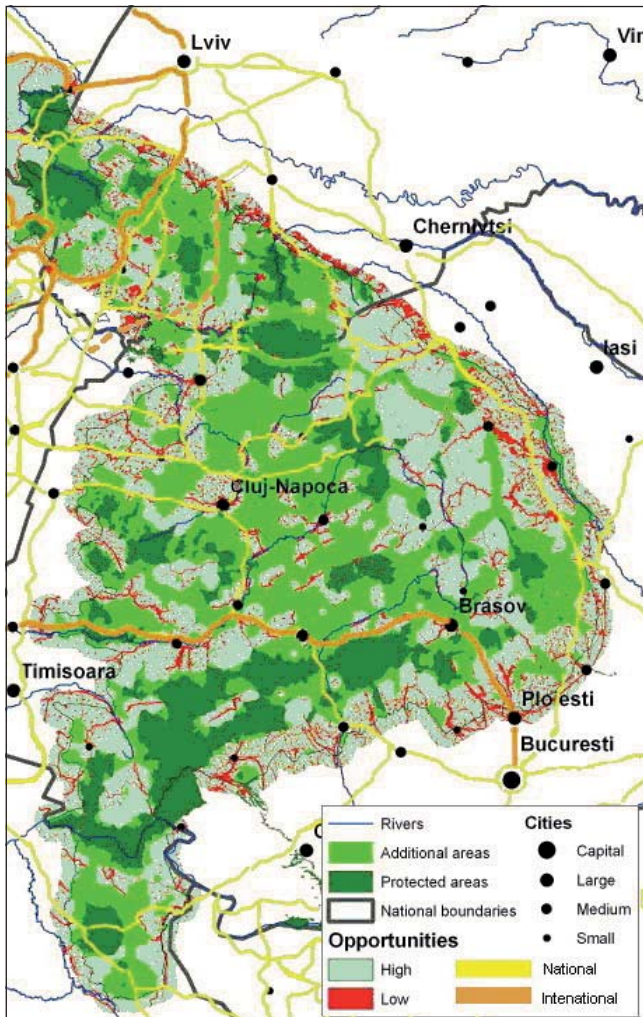 Lviv
Vin
Chernivtsi
Iasi
Cluj-Napoca
Brasov
Timisoara
Plo esti
Bucuresti
C
Rivers
Additional areas
Protected areas
National boundaries
Opportunities
High
Low
Cities
Capital
Large
Medium
Small
National
Intenational